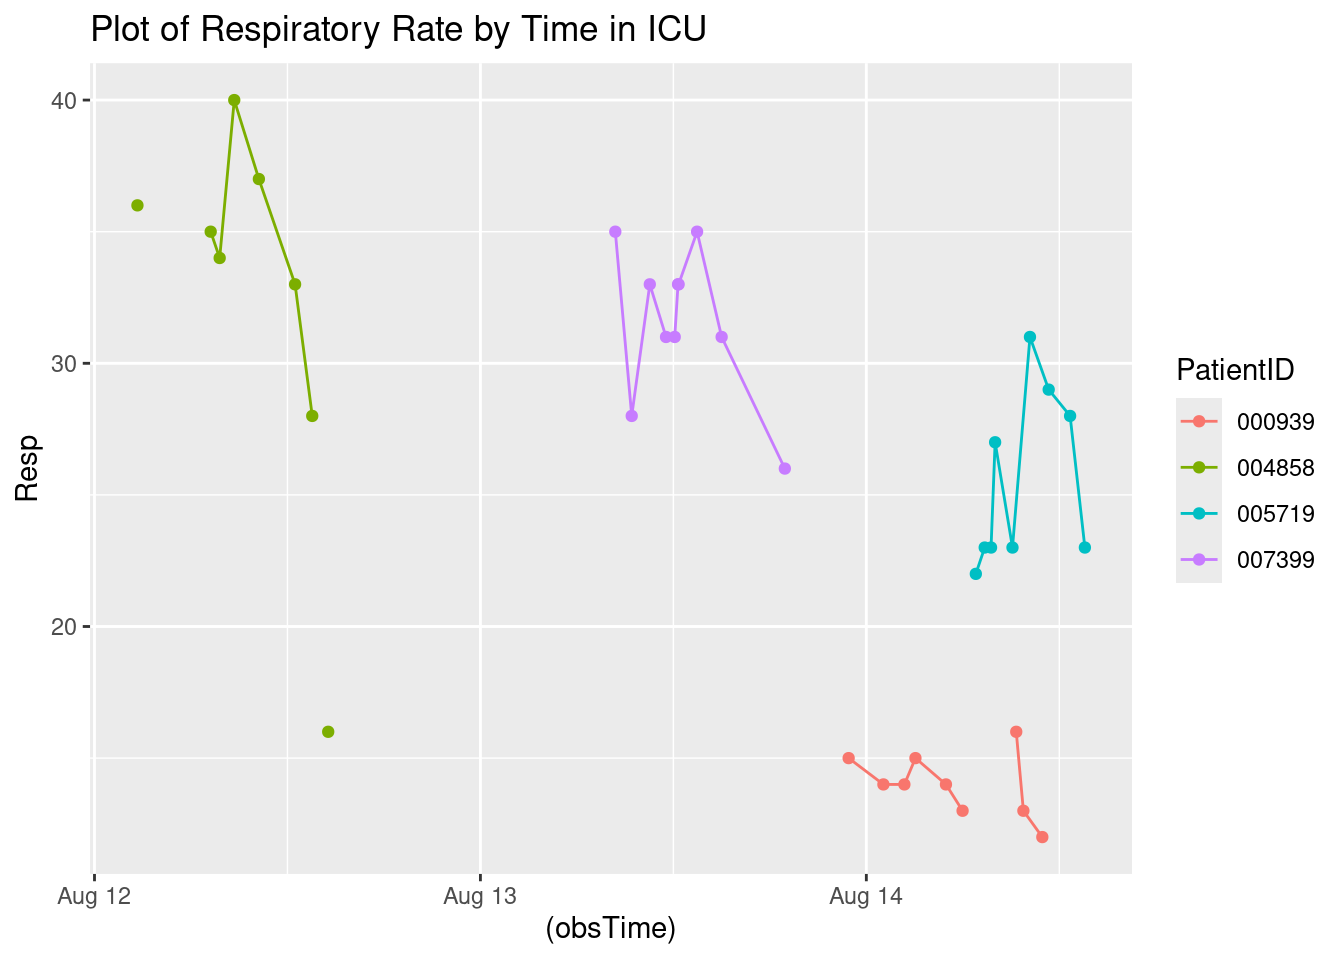 Plot of Respiratory Rate by Time in ICU
40
30
20
Resp
Aug 12
Aug 13
Aug 14
(obsTime)
PatientID
000939
004858
005719
007399